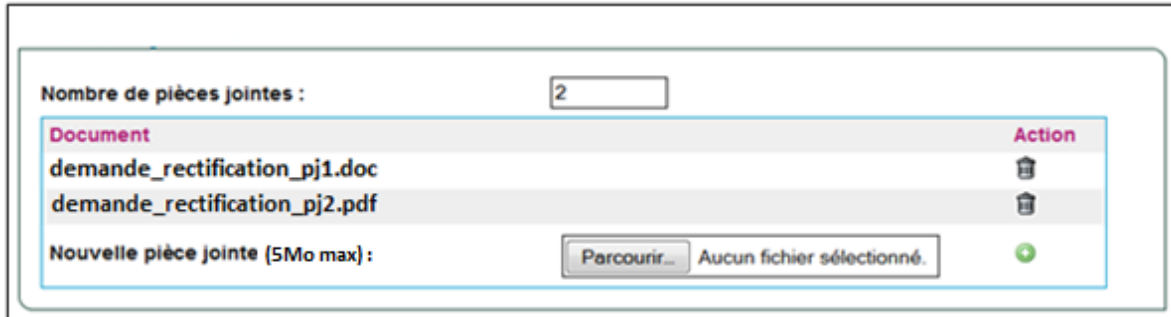 Nombre de pièces jointes : 2
Document Action
demande_rectification_pj1.doc
demande_rectification_pj2.pdf
Nouvelle pièce jointe (5Mo max) : Parcourir... Aucun fichier sélectionné.